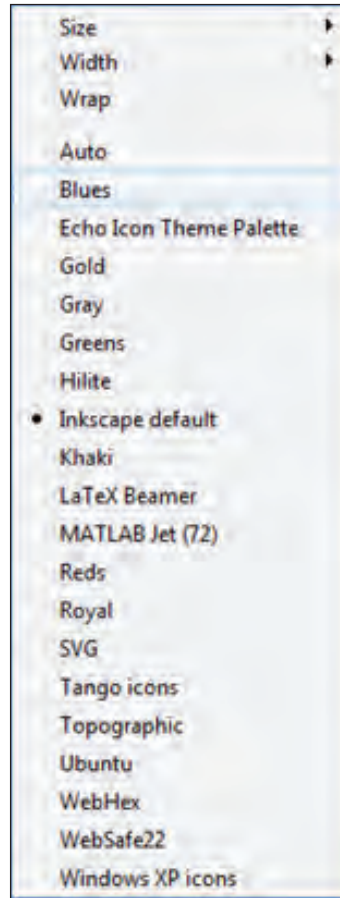 Size
Width
Wrap
Auto
Blues
Echo Icon Theme Palette
Gold
Gray
Greens
Hilite
Inkscape default
Khaki
LaTeX Beamer
MATLAB Jet (72)
Reds
Royal
SVG
Tango icons
Topographic
Ubuntu
WebHex
WebSafe22
Windows XP icons